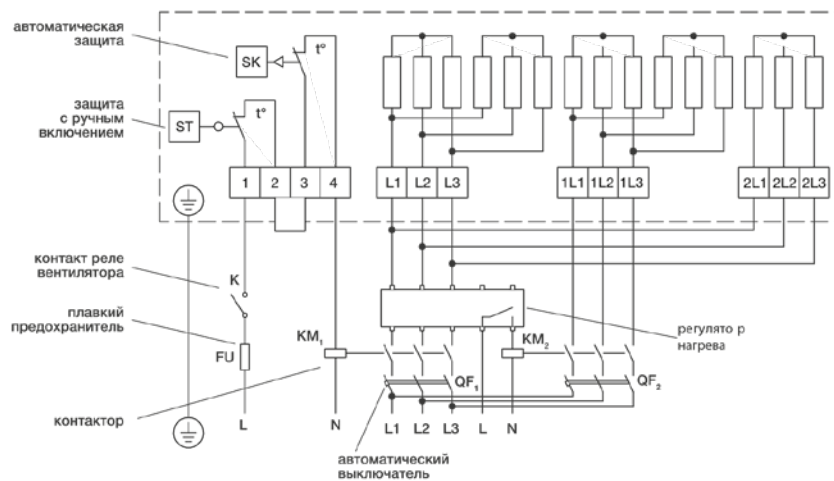 автоматическая
защита
SK
t°
защита
с ручным
включением
ST
t°
1 2 3 4
L1 L2 L3
1L1 1L2 1L3
2L1 2L2 2L3
контакт реле
вентилятора
K
плавкий
предохранитель
FU
KM1
KM2
регулято р
нагрева
QF1
QF2
контактор
L
N
L1 L2 L3 L N
автоматический
выключатель